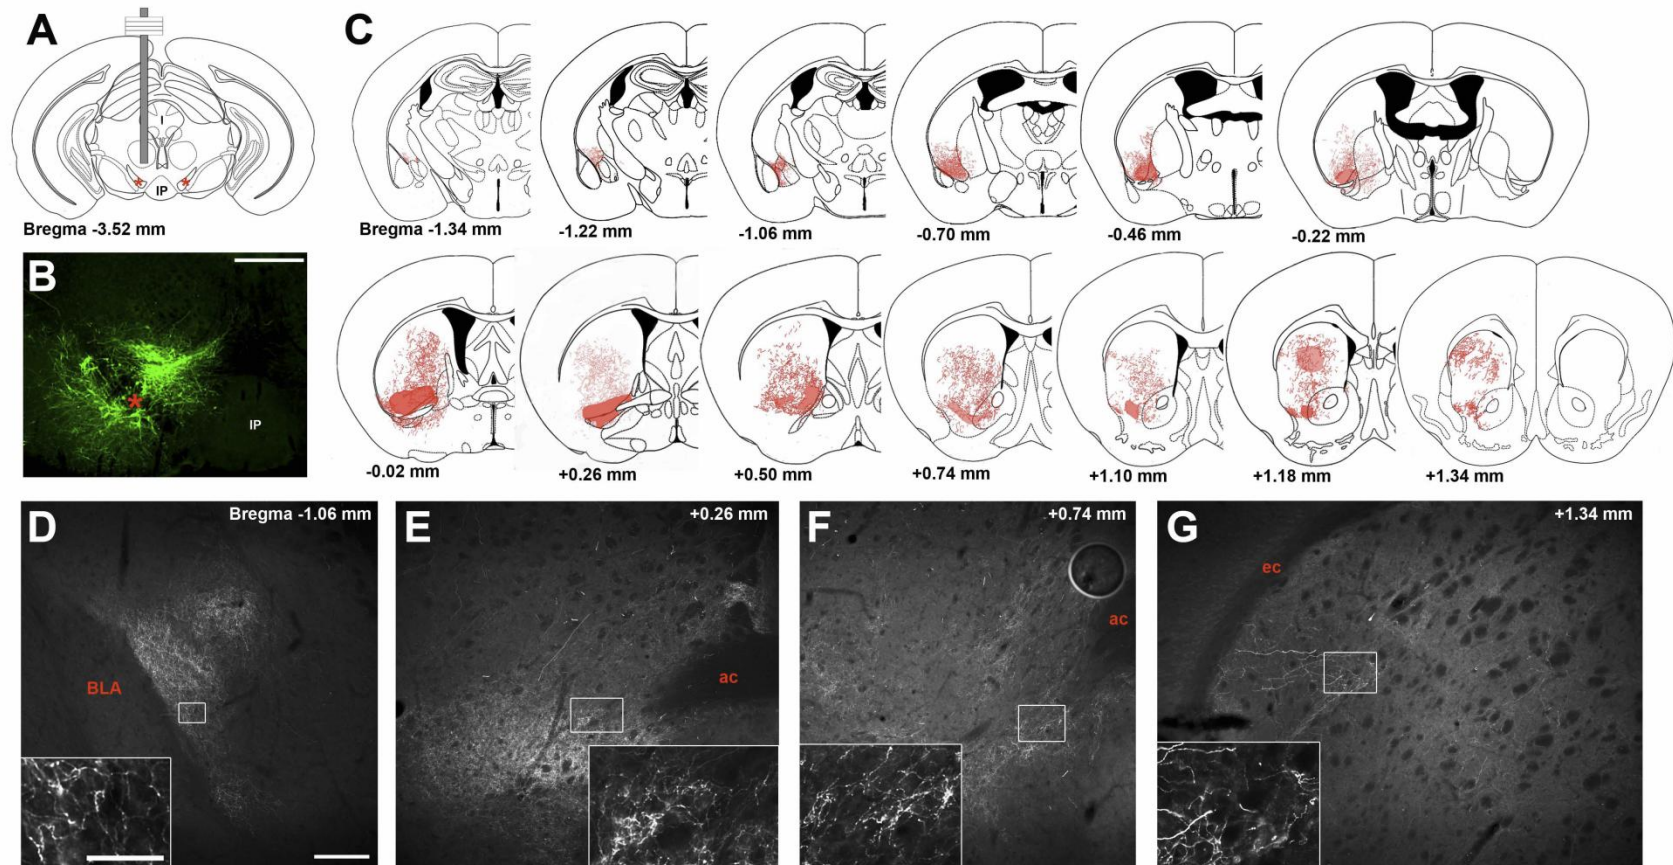 A
C
I
IP
Bregma -3.52 mm
Bregma -1.34 mm
-1.22 mm
-1.06 mm
-0.70 mm
-0.46 mm
-0.22 mm
B
IP
-0.02 mm
+0.26 mm
+0.50 mm
+0.74 mm
+1.10 mm
+1.18 mm
+1.34 mm
D
Bregma -1.06 mm
BLA
E
+0.26 mm
ac
F
+0.74 mm
ac
G
+1.34 mm
ec